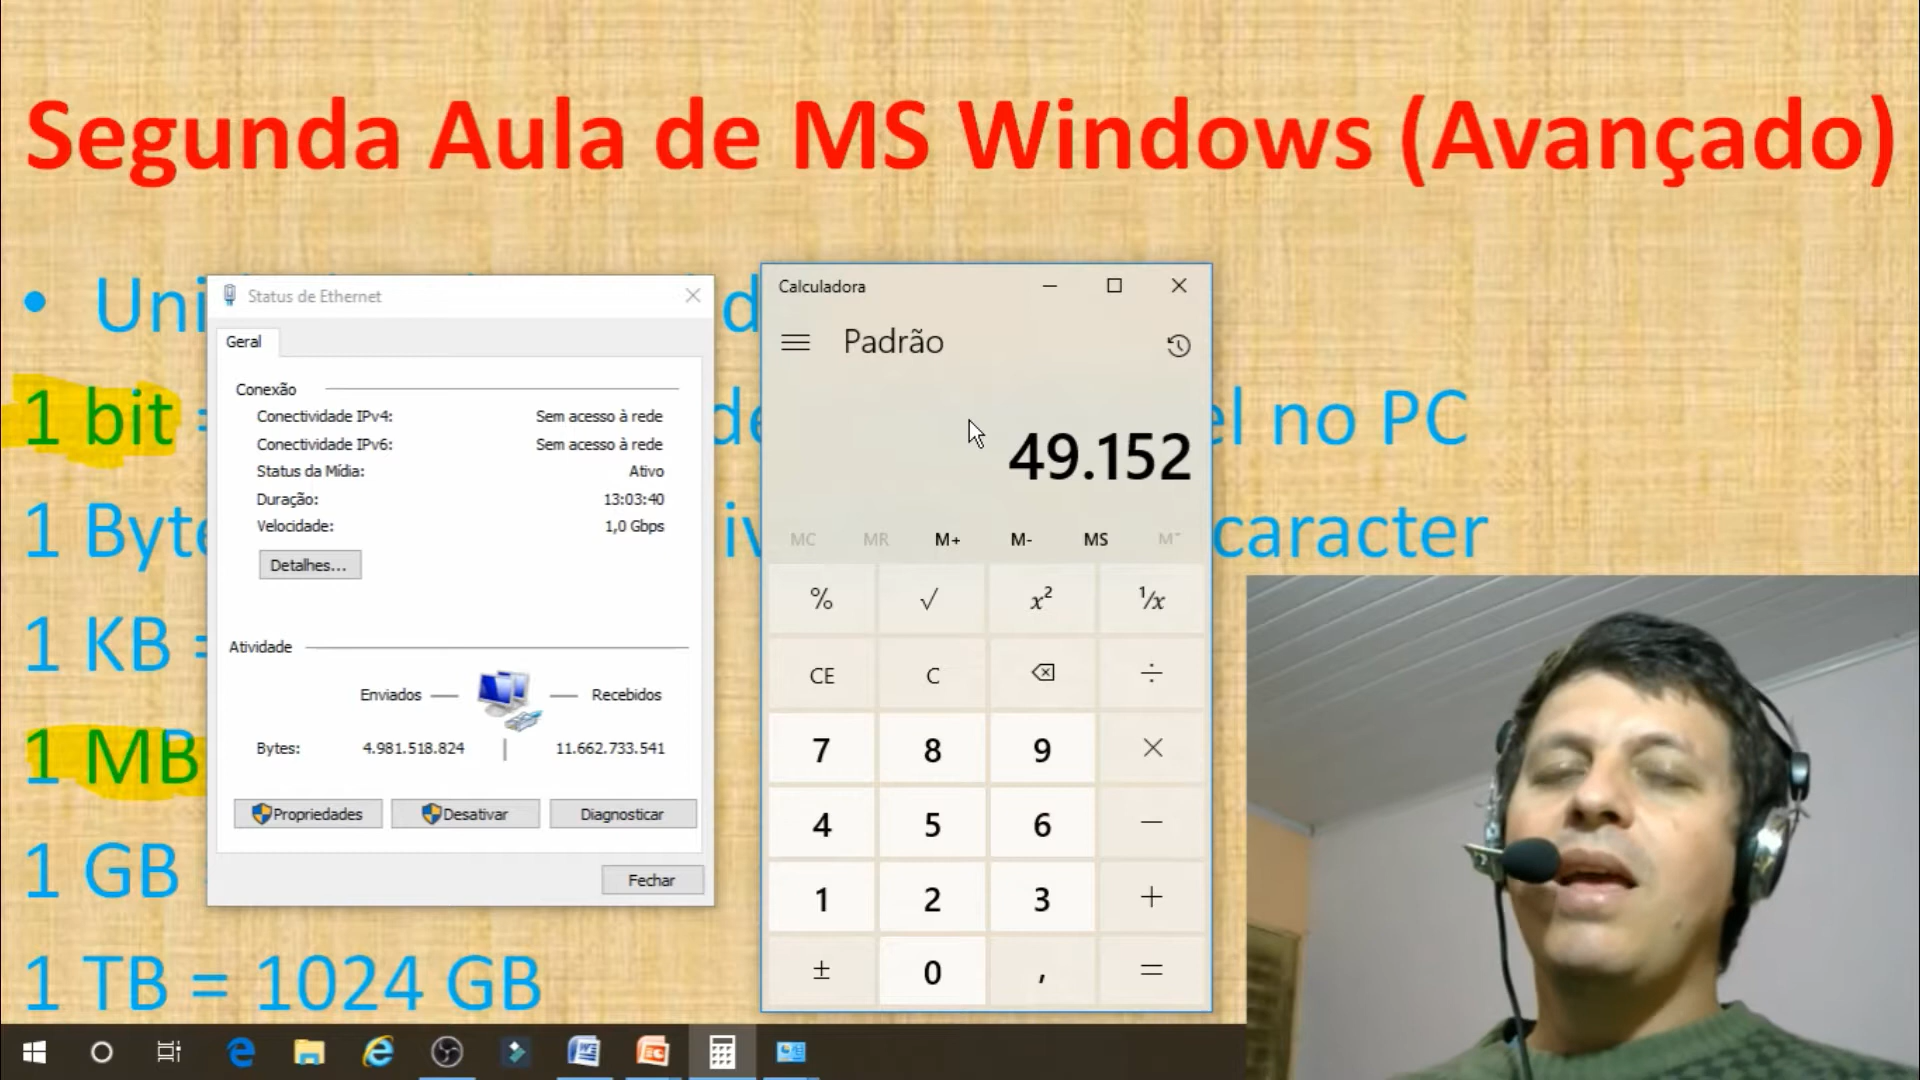 Segunda Aula de MS Windows (Avançado)
• Uni
d
1 bit =
de
el no PC
1 Byte
iv
caracter
1 KB =
1 MB
1 GB
1 TB = 1024 GB
Status de Ethernet
Geral
Conexão
Conectividade IPv4: Sem acesso à rede
Conectividade IPv6: Sem acesso à rede
Status da Mídia: Ativo
Duração: 13:03:40
Velocidade: 1,0 Gbps
Detalhes...
Atividade
Enviados — — Recebidos
Bytes: 4.981.518.824 | 11.662.733.541
Propriedades Desativar Diagnosticar
Fechar
Calculadora
Padrão
49.152
MC MR M+ M- MS M˅
% √ x² ¹/x
CE C ⌫ ÷
7 8 9 ×
4 5 6 −
1 2 3 +
± 0 , =